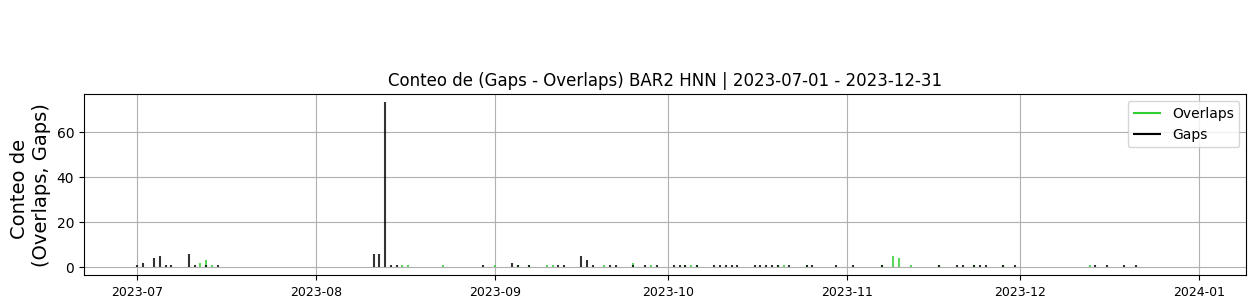 Conteo de (Gaps - Overlaps) BAR2 HNN | 2023-07-01 - 2023-12-31
Conteo de
(Overlaps, Gaps)
60
40
20
0
Overlaps
Gaps
2023-07
2023-08
2023-09
2023-10
2023-11
2023-12
2024-01